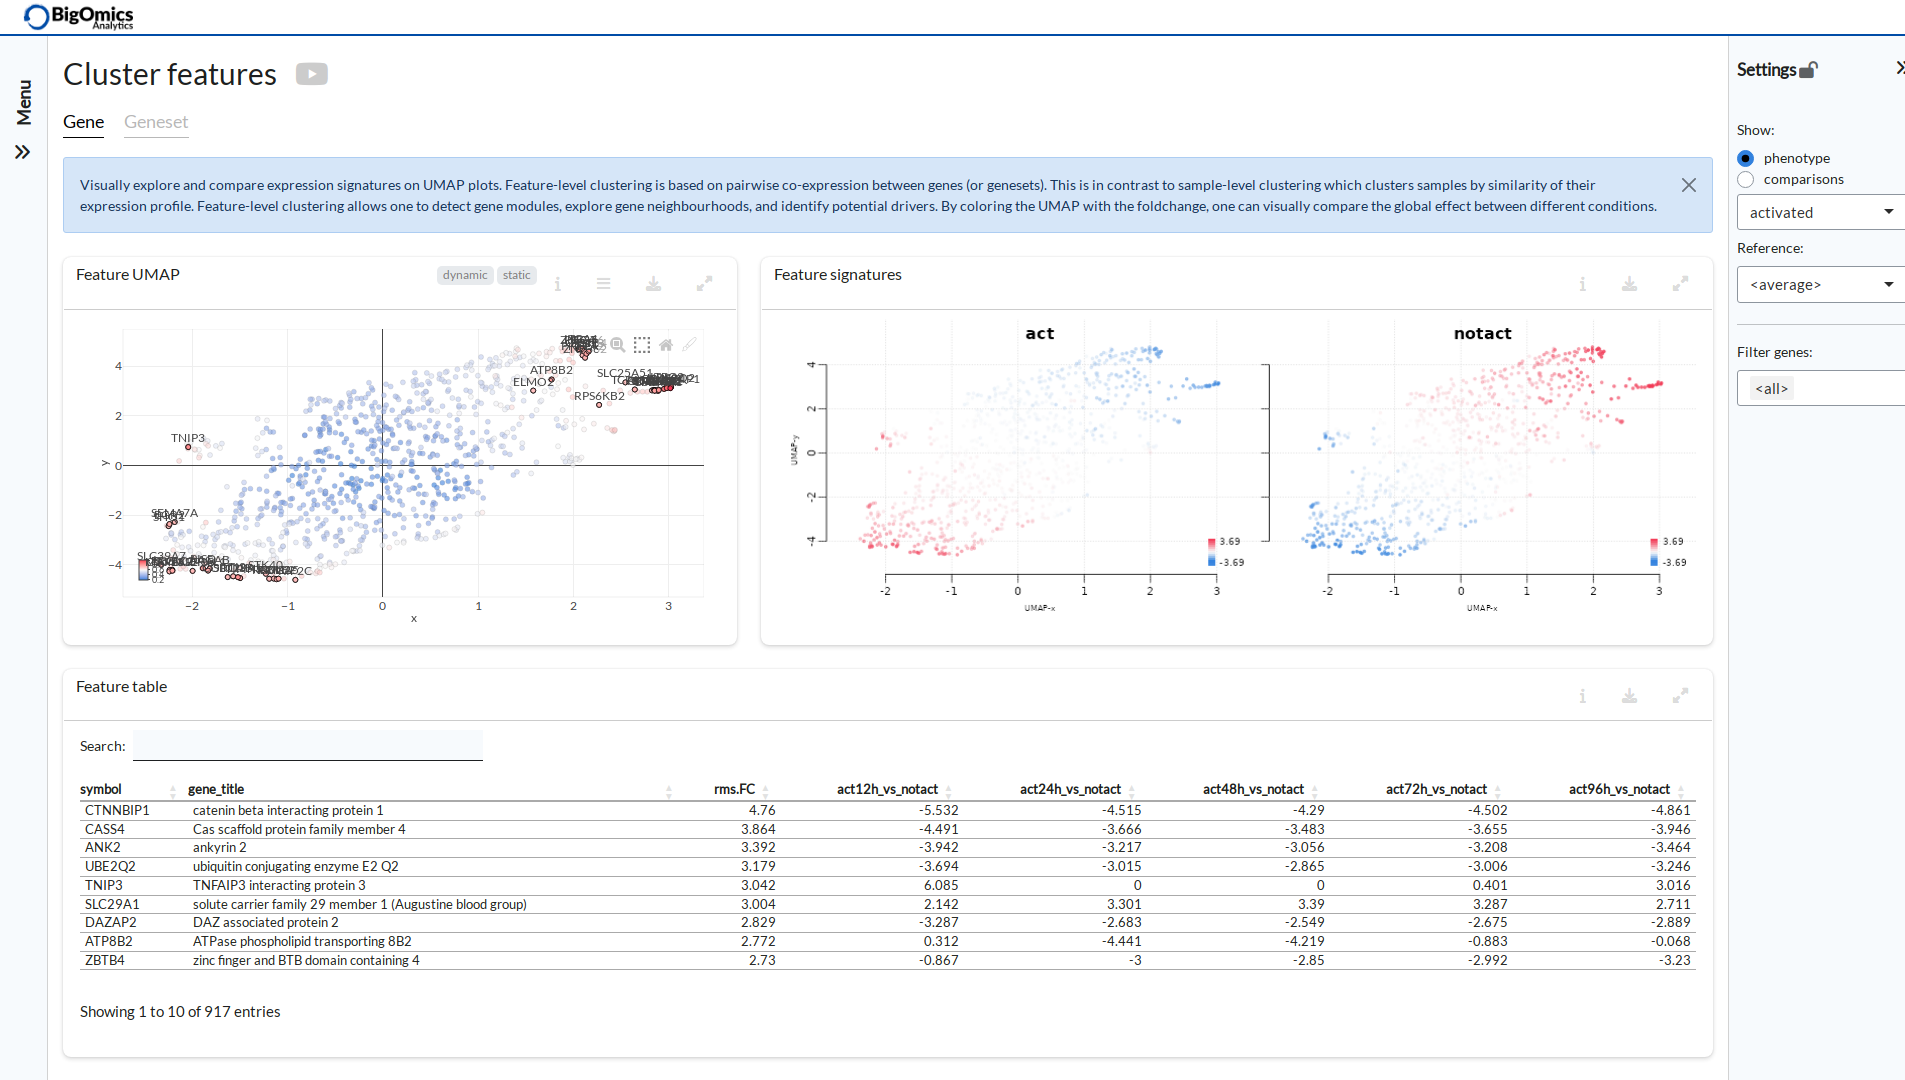 BigOmics
Analytics
Menu
Cluster features
Gene Geneset
Visually explore and compare expression signatures on UMAP plots. Feature-level clustering is based on pairwise co-expression between genes (or genesets). This is in contrast to sample-level clustering which clusters samples by similarity of their
expression profile. Feature-level clustering allows one to detect gene modules, explore gene neighbourhoods, and identify potential drivers. By coloring the UMAP with the foldchange, one can visually compare the global effect between different conditions.
Feature UMAP dynamic static
ATP8B2
ELMO2
SLC25A51
RPS6KB2
TNIP3
SEMA7A
SLC39A7
STK40
4
2
0
−2
−4
y
−2 −1 0 1 2 3
x
Feature signatures
act
4
2
0
-2
-4
UMAP-y
3.69
-3.69
-2 -1 0 1 2 3
UMAP-x
notact
3.69
-3.69
-2 -1 0 1 2 3
UMAP-x
Feature table
Search:
symbol gene_title rms.FC act12h_vs_notact act24h_vs_notact act48h_vs_notact act72h_vs_notact act96h_vs_notact
CTNNBIP1 catenin beta interacting protein 1 4.76 -5.532 -4.515 -4.29 -4.502 -4.861
CASS4 Cas scaffold protein family member 4 3.864 -4.491 -3.666 -3.483 -3.655 -3.946
ANK2 ankyrin 2 3.392 -3.942 -3.217 -3.056 -3.208 -3.464
UBE2Q2 ubiquitin conjugating enzyme E2 Q2 3.179 -3.694 -3.015 -2.865 -3.006 -3.246
TNIP3 TNFAIP3 interacting protein 3 3.042 6.085 0 0 0.401 3.016
SLC29A1 solute carrier family 29 member 1 (Augustine blood group) 3.004 2.142 3.301 3.39 3.287 2.711
DAZAP2 DAZ associated protein 2 2.829 -3.287 -2.683 -2.549 -2.675 -2.889
ATP8B2 ATPase phospholipid transporting 8B2 2.772 0.312 -4.441 -4.219 -0.883 -0.068
ZBTB4 zinc finger and BTB domain containing 4 2.73 -0.867 -3 -2.85 -2.992 -3.23
Showing 1 to 10 of 917 entries
Settings
Show:
phenotype
comparisons
activated
Reference:
<average>
Filter genes:
<all>